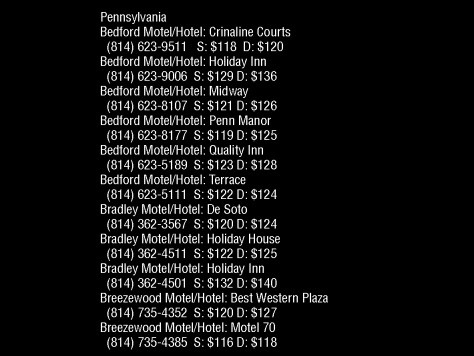 Pennsylvania
Bedford Motel/Hotel: Crinaline Courts
(814) 623-9511 S: $118 D: $120
Bedford Motel/Hotel: Holiday Inn
(814) 623-9006 S: $129 D: $136
Bedford Motel/Hotel: Midway
(814) 623-8107 S: $121 D: $126
Bedford Motel/Hotel: Penn Manor
(814) 623-8177 S: $119 D: $125
Bedford Motel/Hotel: Quality Inn
(814) 623-5189 S: $123 D: $128
Bedford Motel/Hotel: Terrace
(814) 623-5111 S: $122 D: $124
Bradley Motel/Hotel: De Soto
(814) 362-3567 S: $120 D: $124
Bradley Motel/Hotel: Holiday House
(814) 362-4511 S: $122 D: $125
Bradley Motel/Hotel: Holiday Inn
(814) 362-4501 S: $132 D: $140
Breezewood Motel/Hotel: Best Western Plaza
(814) 735-4352 S: $120 D: $127
Breezewood Motel/Hotel: Motel 70
(814) 735-4385 S: $116 D: $118